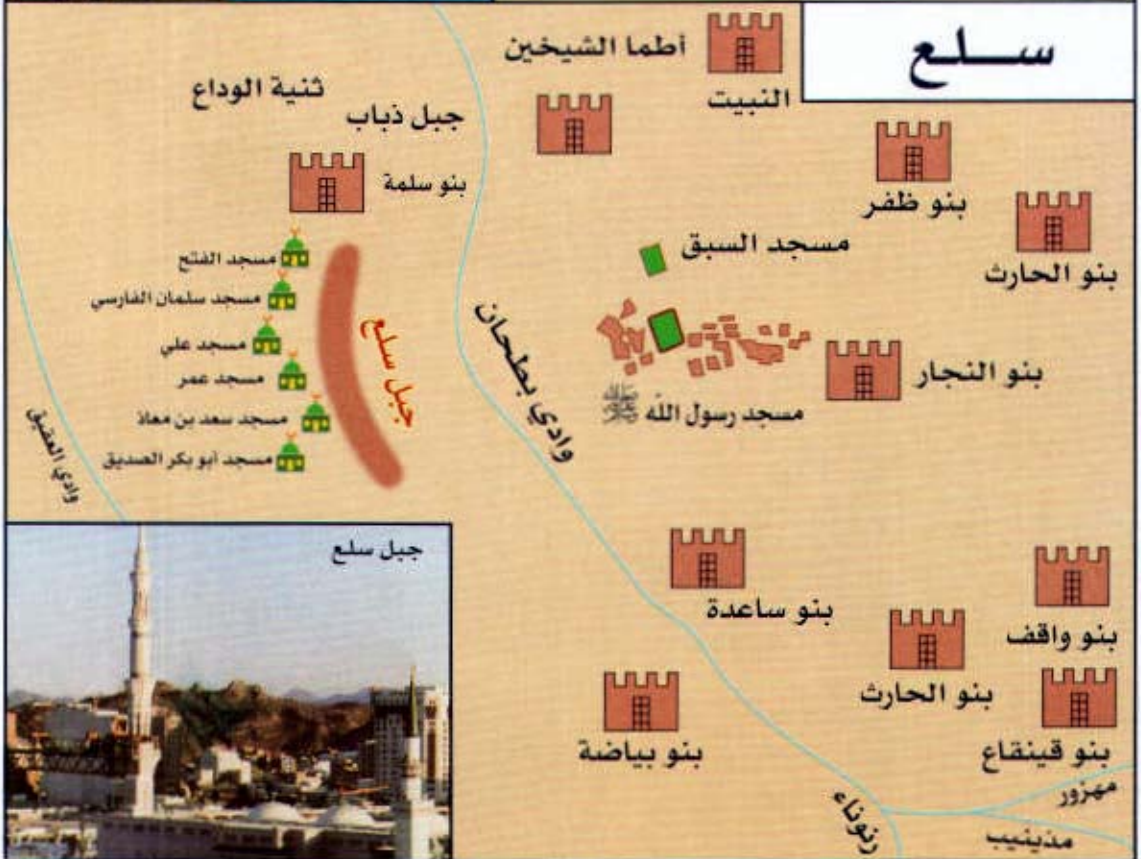 سلع
أطما الشيخين
النبيت
ثنية الوداع
جبل ذباب
بنو سلمة
بنو ظفر
بنو الحارث
مسجد السبق
مسجد الفتح
مسجد سلمان الفارسي
مسجد علي
مسجد عمر
مسجد سعد بن معاذ
مسجد أبو بكر الصديق
جبل سلع
وادي بطحان
وادي العقيق
بنو النجار
مسجد رسول الله ﷺ
جبل سلع
بنو ساعدة
بنو واقف
بنو الحارث
بنو قينقاع
بنو بياضة
مهزور
رنوناء
مذينيب